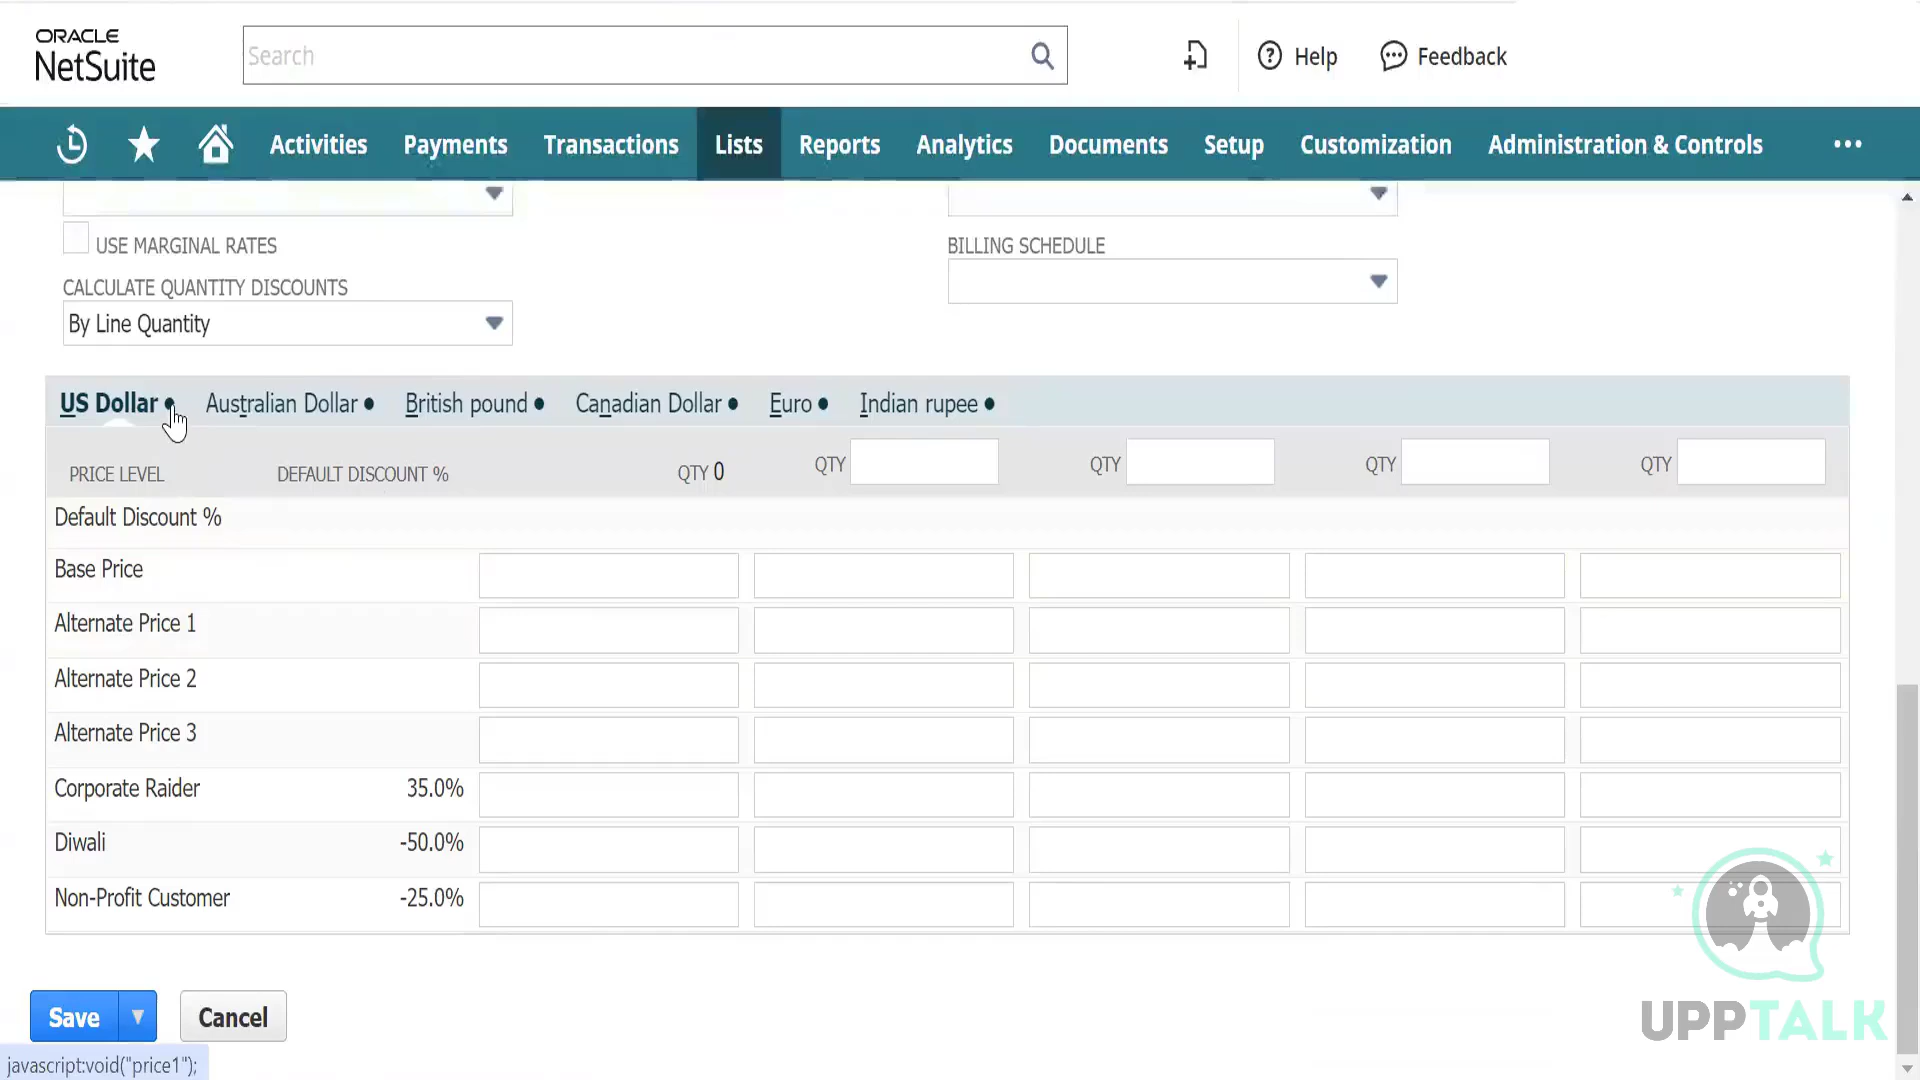 ORACLE
NetSuite
Search
Help
Feedback
Activities
Payments
Transactions
Lists
Reports
Analytics
Documents
Setup
Customization
Administration & Controls
USE MARGINAL RATES
BILLING SCHEDULE
CALCULATE QUANTITY DISCOUNTS
By Line Quantity
US Dollar
Australian Dollar
British pound
Canadian Dollar
Euro
Indian rupee
PRICE LEVEL
DEFAULT DISCOUNT %
QTY 0
QTY
QTY
QTY
QTY
Default Discount %
Base Price
Alternate Price 1
Alternate Price 2
Alternate Price 3
Corporate Raider 35.0%
Diwali -50.0%
Non-Profit Customer -25.0%
Save
Cancel
UPPTALK
javascript:void("price1");